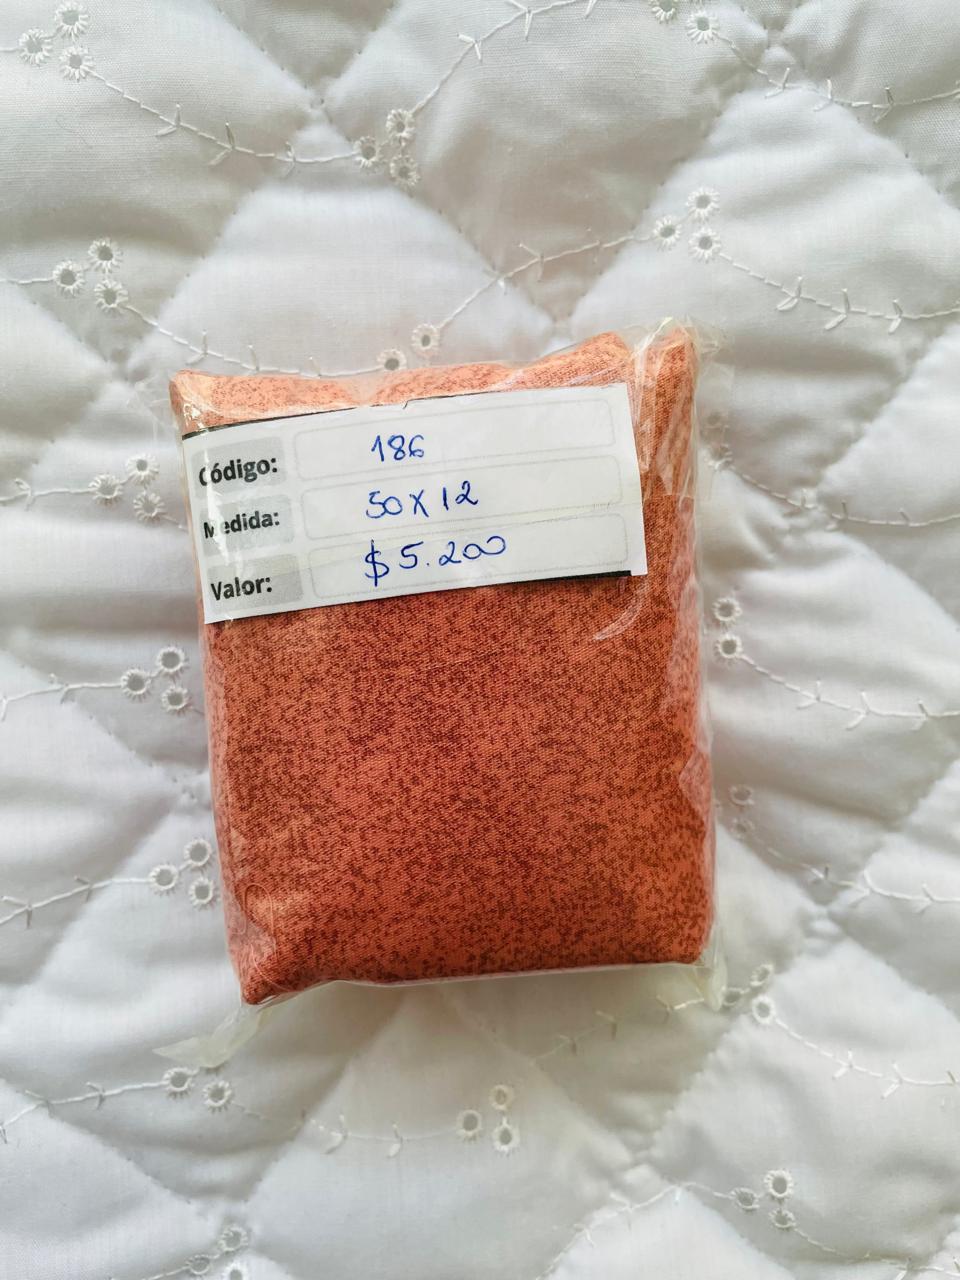 Código: 186
Medida: 50 X 12
Valor: $ 5.200